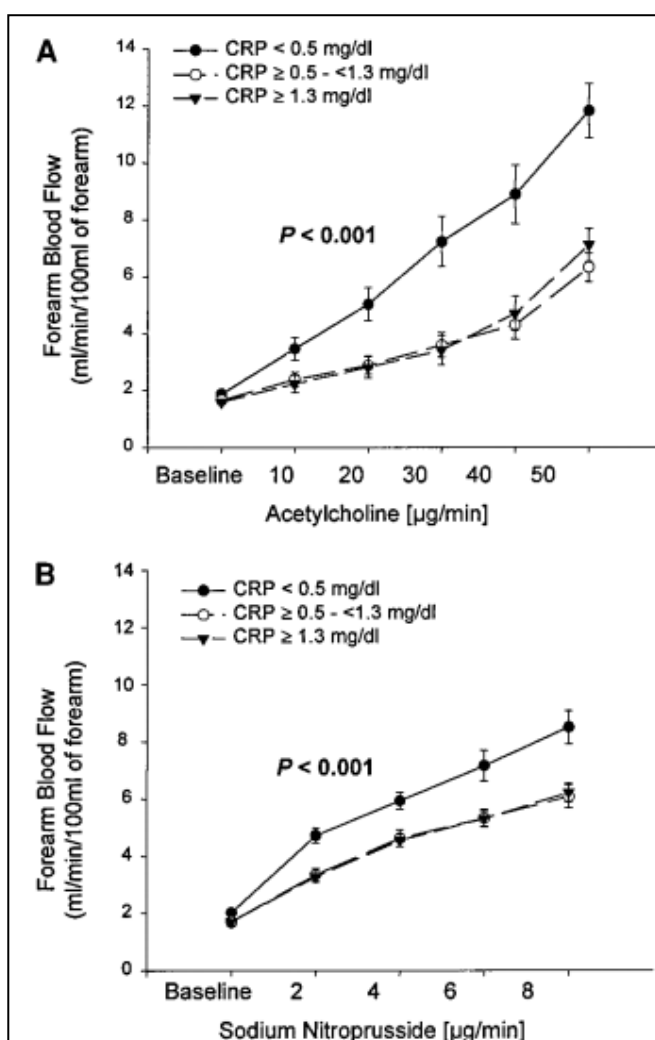 A
14
12
10
8
6
4
2
0
CRP < 0.5 mg/dl
CRP ≥ 0.5 - <1.3 mg/dl
CRP ≥ 1.3 mg/dl
P < 0.001
Forearm Blood Flow
(ml/min/100ml of forearm)
Baseline 10 20 30 40 50
Acetylcholine [µg/min]
B
14
12
10
8
6
4
2
0
CRP < 0.5 mg/dl
CRP ≥ 0.5 - <1.3 mg/dl
CRP ≥ 1.3 mg/dl
P < 0.001
Forearm Blood Flow
(ml/min/100ml of forearm)
Baseline 2 4 6 8
Sodium Nitroprusside [µg/min]